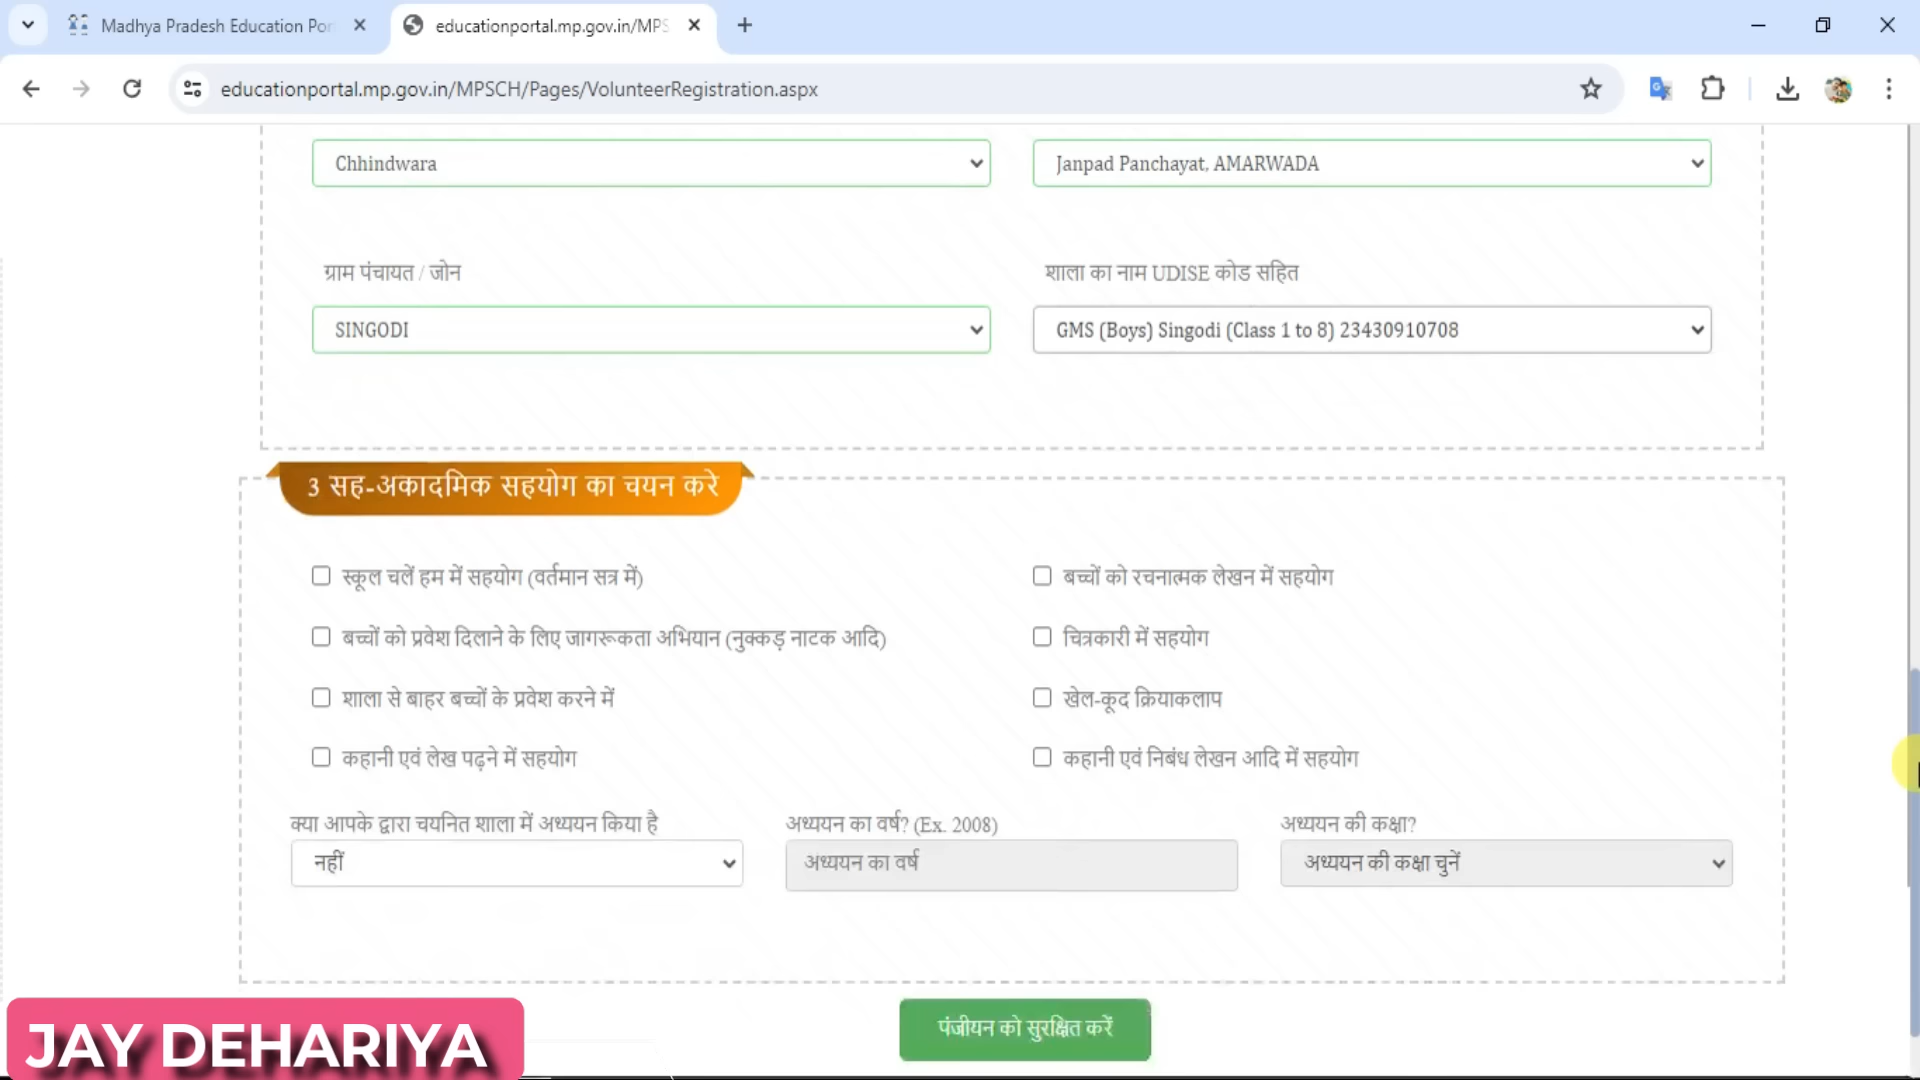 Madhya Pradesh Education Por
educationportal.mp.gov.in/MPS
educationportal.mp.gov.in/MPSCH/Pages/VolunteerRegistration.aspx
Chhindwara
Janpad Panchayat, AMARWADA
ग्राम पंचायत / जोन
शाला का नाम UDISE कोड सहित
SINGODI
GMS (Boys) Singodi (Class 1 to 8) 23430910708
3 सह-अकादमिक सहयोग का चयन करे
स्कूल चलें हम में सहयोग (वर्तमान सत्र में)
बच्चों को रचनात्मक लेखन में सहयोग
बच्चों को प्रवेश दिलाने के लिए जागरूकता अभियान (नुक्कड़ नाटक आदि)
चित्रकारी में सहयोग
शाला से बाहर बच्चों के प्रवेश करने में
खेल-कूद क्रियाकलाप
कहानी एवं लेख पढ़ने में सहयोग
कहानी एवं निबंध लेखन आदि में सहयोग
क्या आपके द्वारा चयनित शाला में अध्ययन किया है
अध्ययन का वर्ष? (Ex. 2008)
अध्ययन की कक्षा?
नहीं
अध्ययन का वर्ष
अध्ययन की कक्षा चुनें
पंजीयन को सुरक्षित करें
JAY DEHARIYA